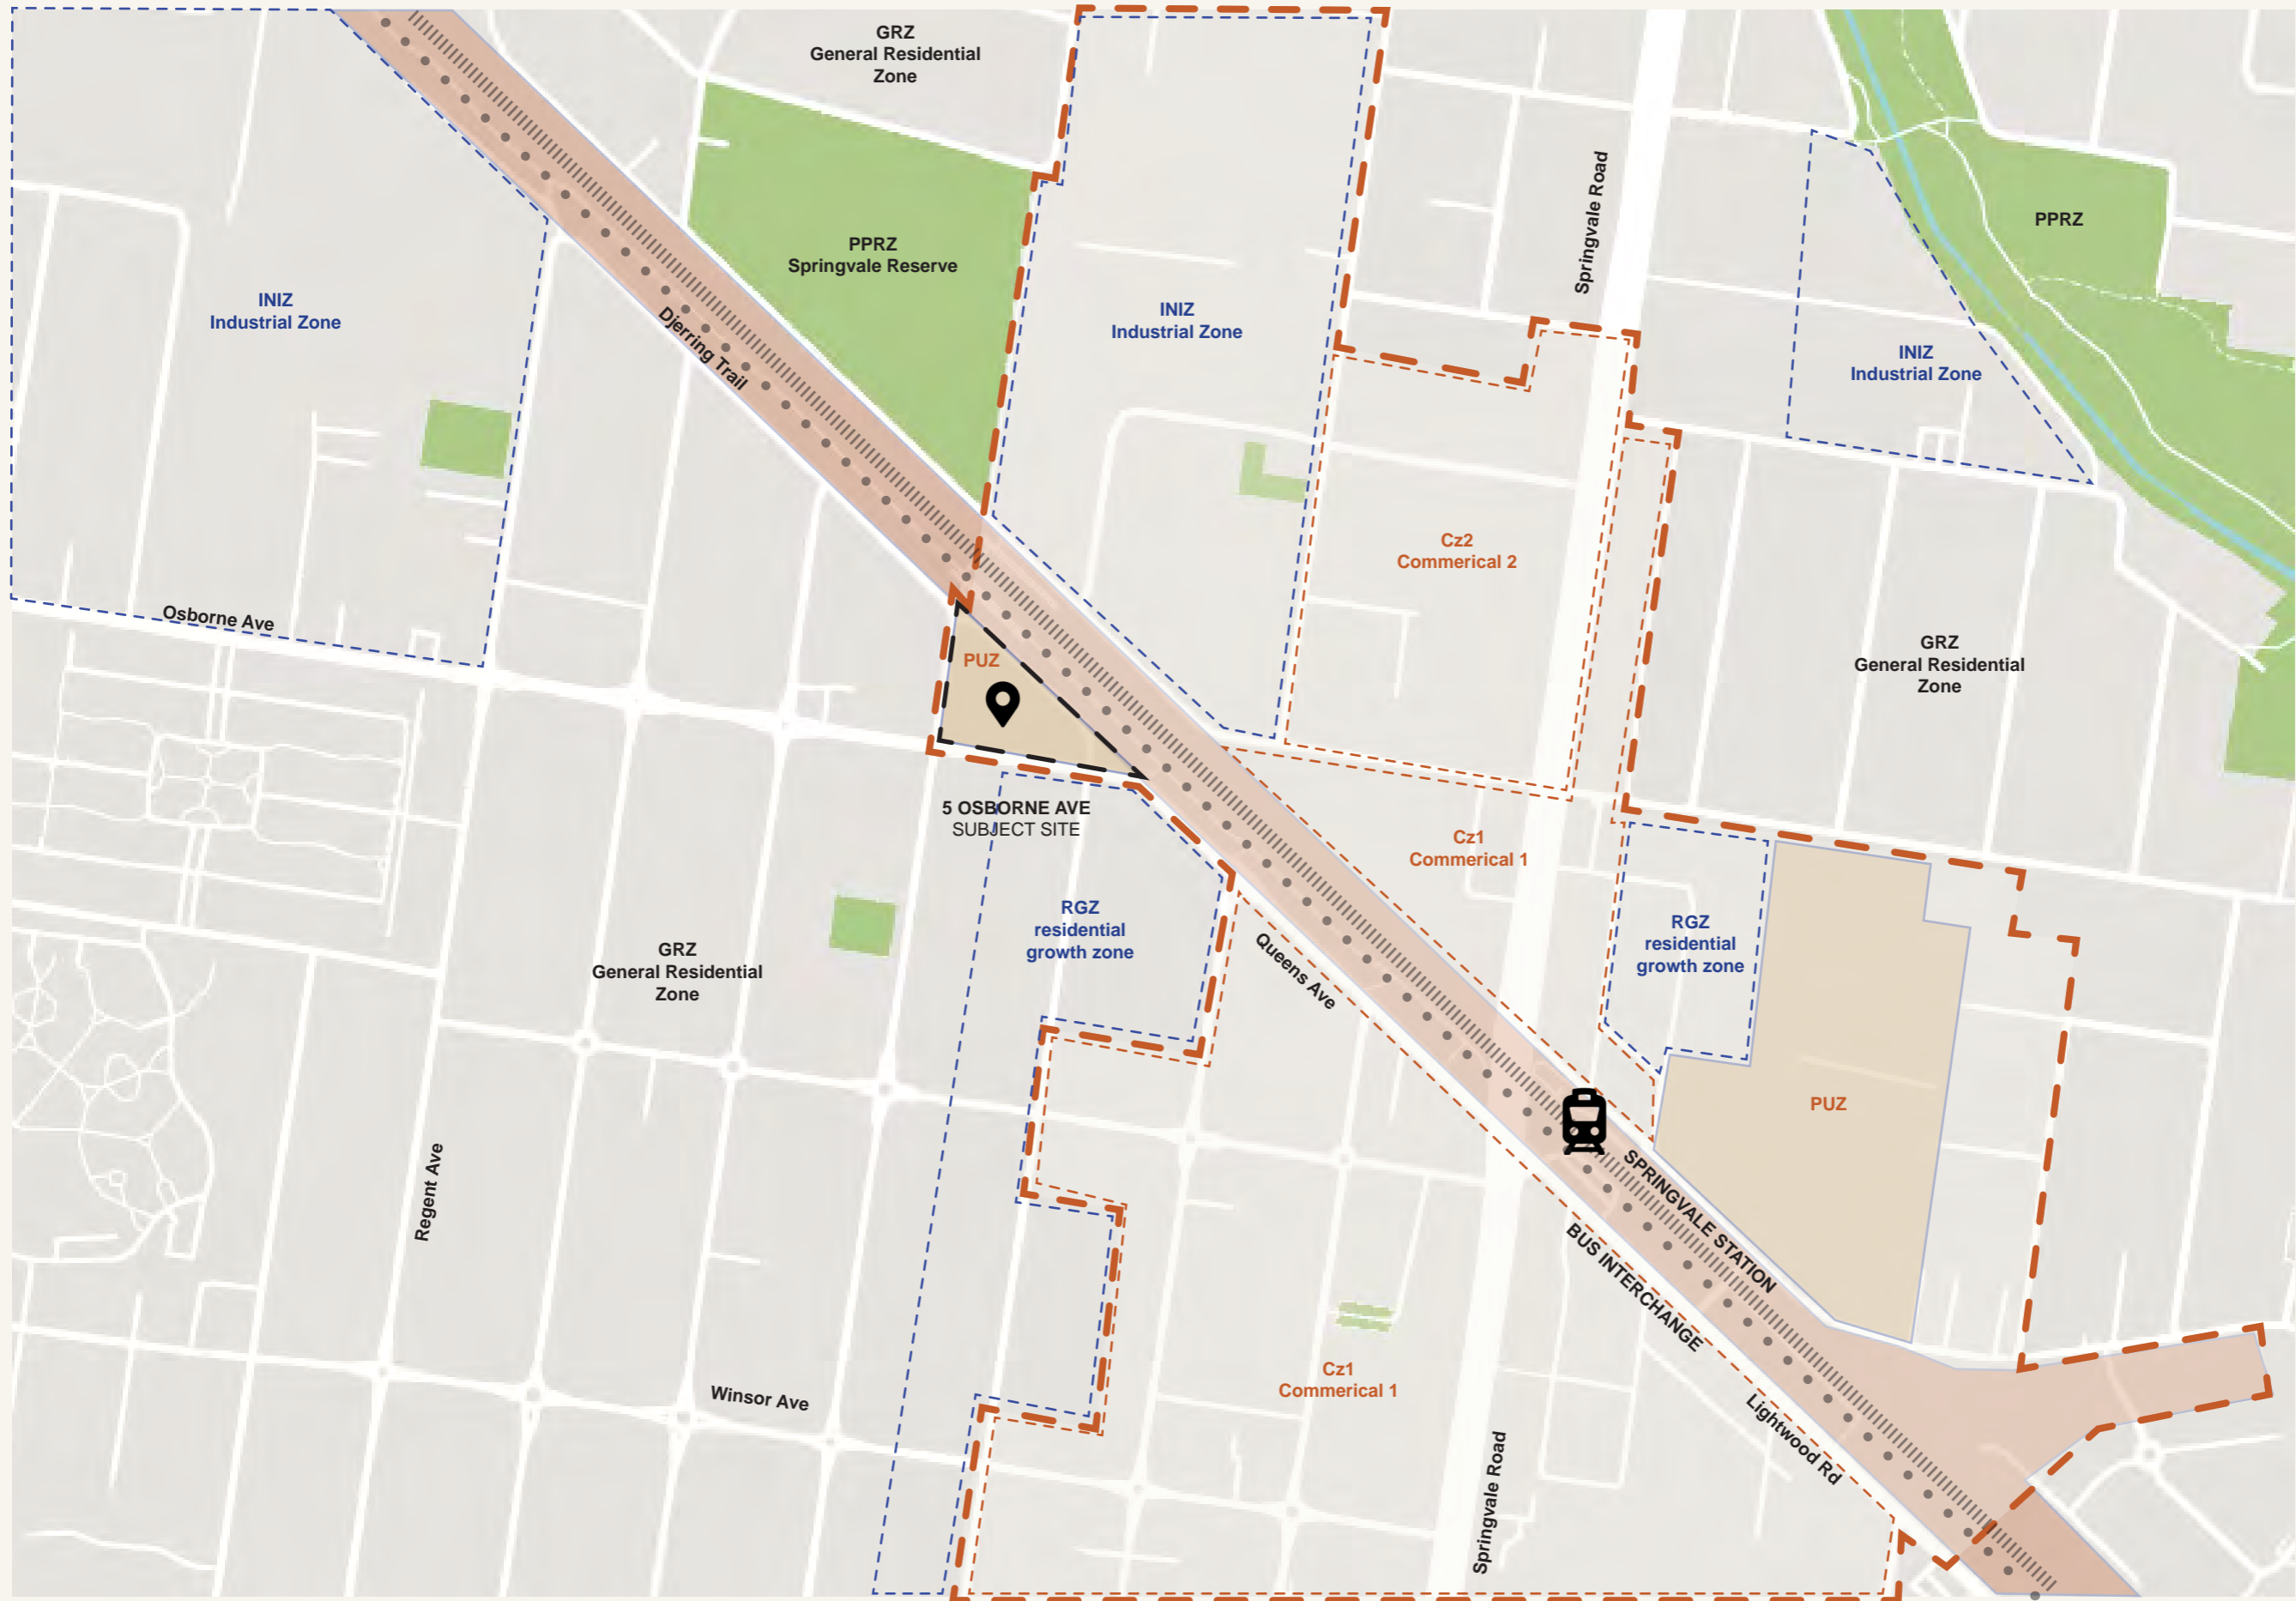 GRZ
General Residential
Zone
Springvale Road
PPRZ
PPRZ
Springvale Reserve
INIZ
Industrial Zone
INIZ
Industrial Zone
Djerring Trail
INIZ
Industrial Zone
Cz2
Commerical 2
Osborne Ave
PUZ
GRZ
General Residential
Zone
5 OSBORNE AVE
SUBJECT SITE
Cz1
Commerical 1
RGZ
residential
growth zone
RGZ
residential
growth zone
GRZ
General Residential
Zone
Queens Ave
PUZ
Regent Ave
SPRINGVALE STATION
BUS INTERCHANGE
Cz1
Commerical 1
Winsor Ave
Lightwood Rd
Springvale Road